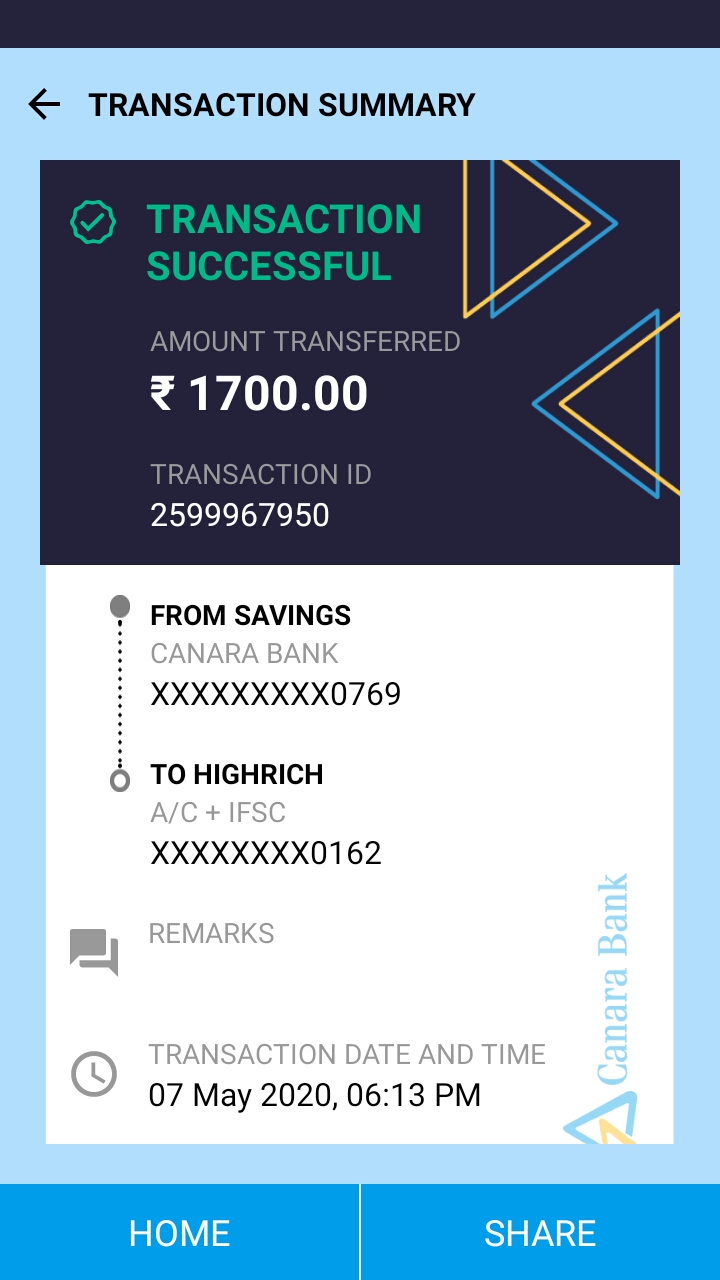 TRANSACTION SUMMARY
TRANSACTION
SUCCESSFUL
AMOUNT TRANSFERRED
₹ 1700.00
TRANSACTION ID
2599967950
FROM SAVINGS
CANARA BANK
XXXXXXXXX0769
TO HIGHRICH
A/C + IFSC
XXXXXXXX0162
REMARKS
TRANSACTION DATE AND TIME
07 May 2020, 06:13 PM
Canara Bank
HOME
SHARE